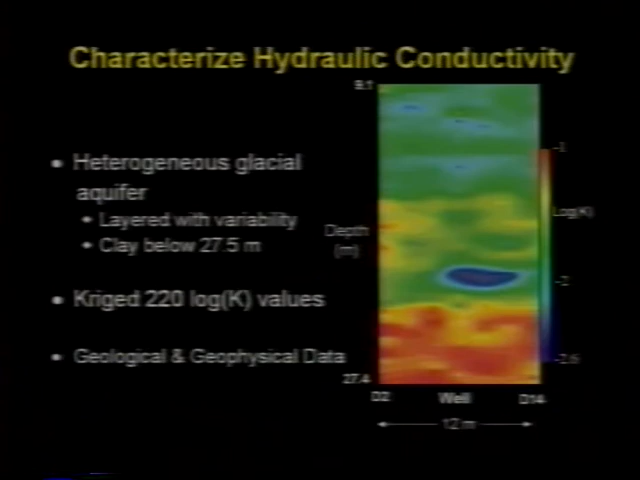 Characterize Hydraulic Conductivity
9.1
-1
• Heterogeneous glacial
aquifer
• Layered with variability
• Clay below 27.5 m
Log(K)
Depth
(m)
-2
• Kriged 220 log(K) values
• Geological & Geophysical Data
-2.6
27.4
D2
Well
D14
12 m